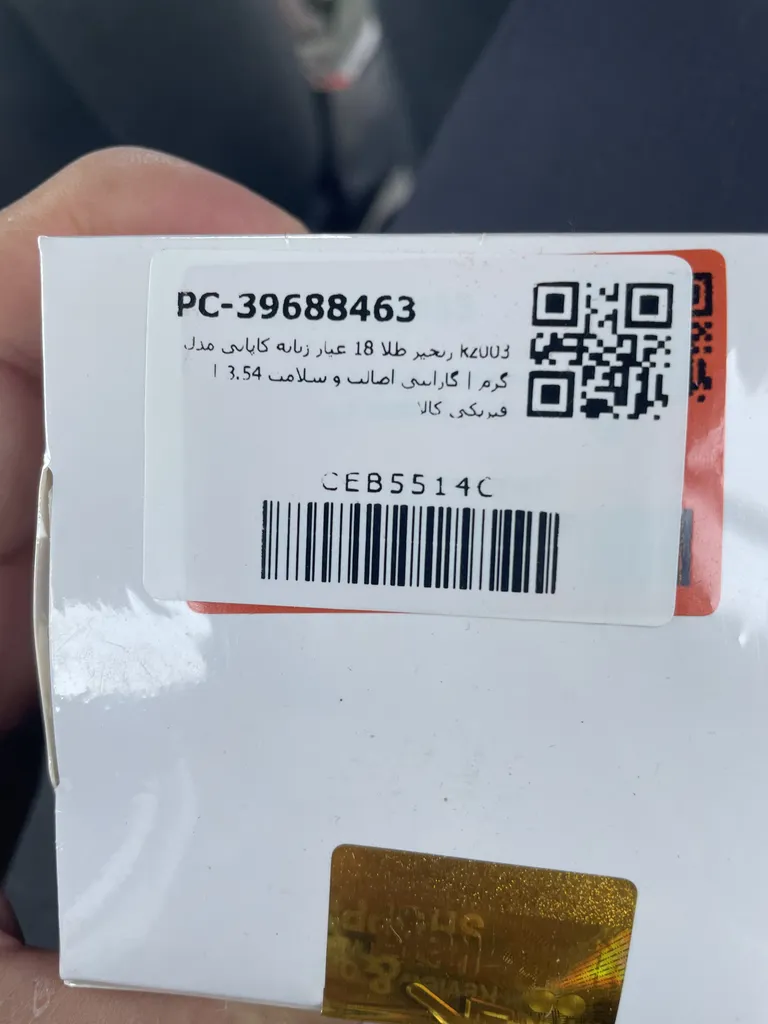 PC-39688463
زنجیر طلا 18 عیار زنانه کاپانی مدل kz003
گرم | گارانتی اصالت و سلامت 3.54 |
فیزیکی کالا
CEB5514C